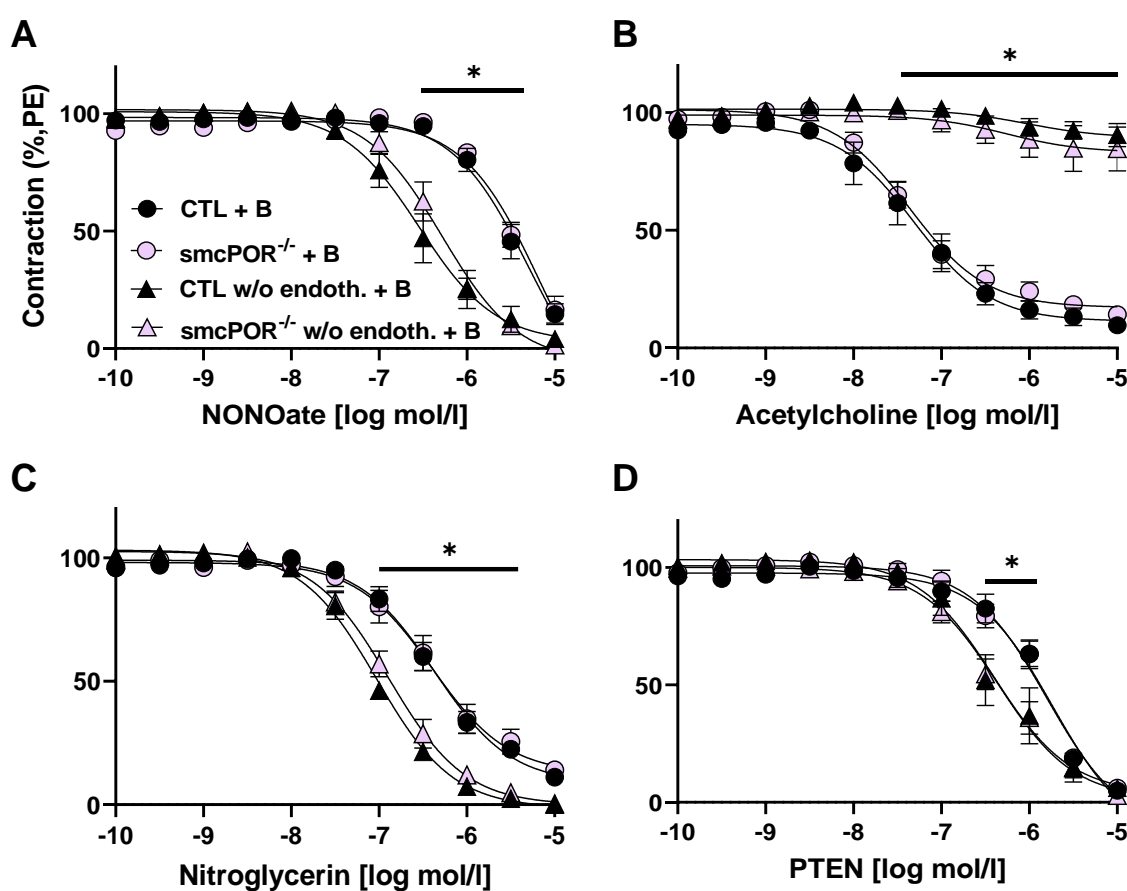 A
*
Contraction (%,PE)
100
50
0
CTL + B
smcPOR-/- + B
CTL w/o endoth. + B
smcPOR-/- w/o endoth. + B
-10 -9 -8 -7 -6 -5
NONOate [log mol/l]
B
*
100
50
0
-10 -9 -8 -7 -6 -5
Acetylcholine [log mol/l]
C
*
100
50
0
-10 -9 -8 -7 -6 -5
Nitroglycerin [log mol/l]
D
*
100
50
0
-10 -9 -8 -7 -6 -5
PTEN [log mol/l]